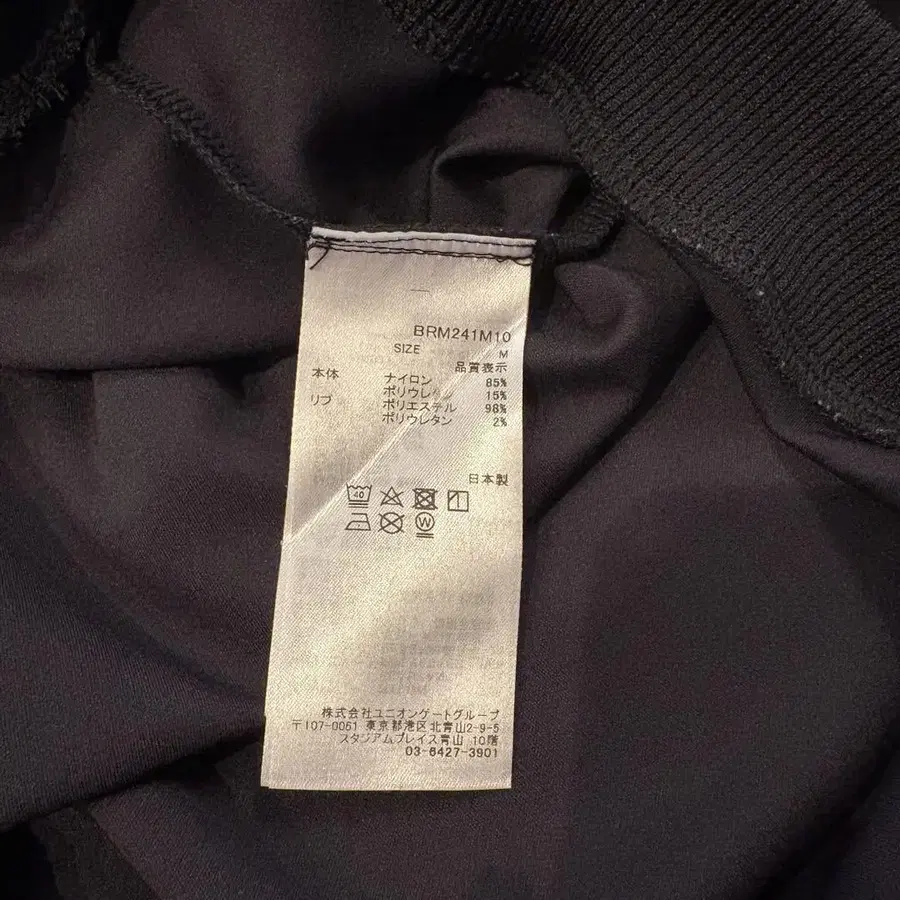 BRM241M10
SIZE M
品質表示
本体 ナイロン 85%
ポリウレタン 15%
リブ ポリエステル 98%
ポリウレタン 2%
日本製
40
W
株式会社ユニオンゲートグループ
〒107-0061 東京都港区北青山2-9-5
スタジアムプレイス青山 10階
03-6427-3901